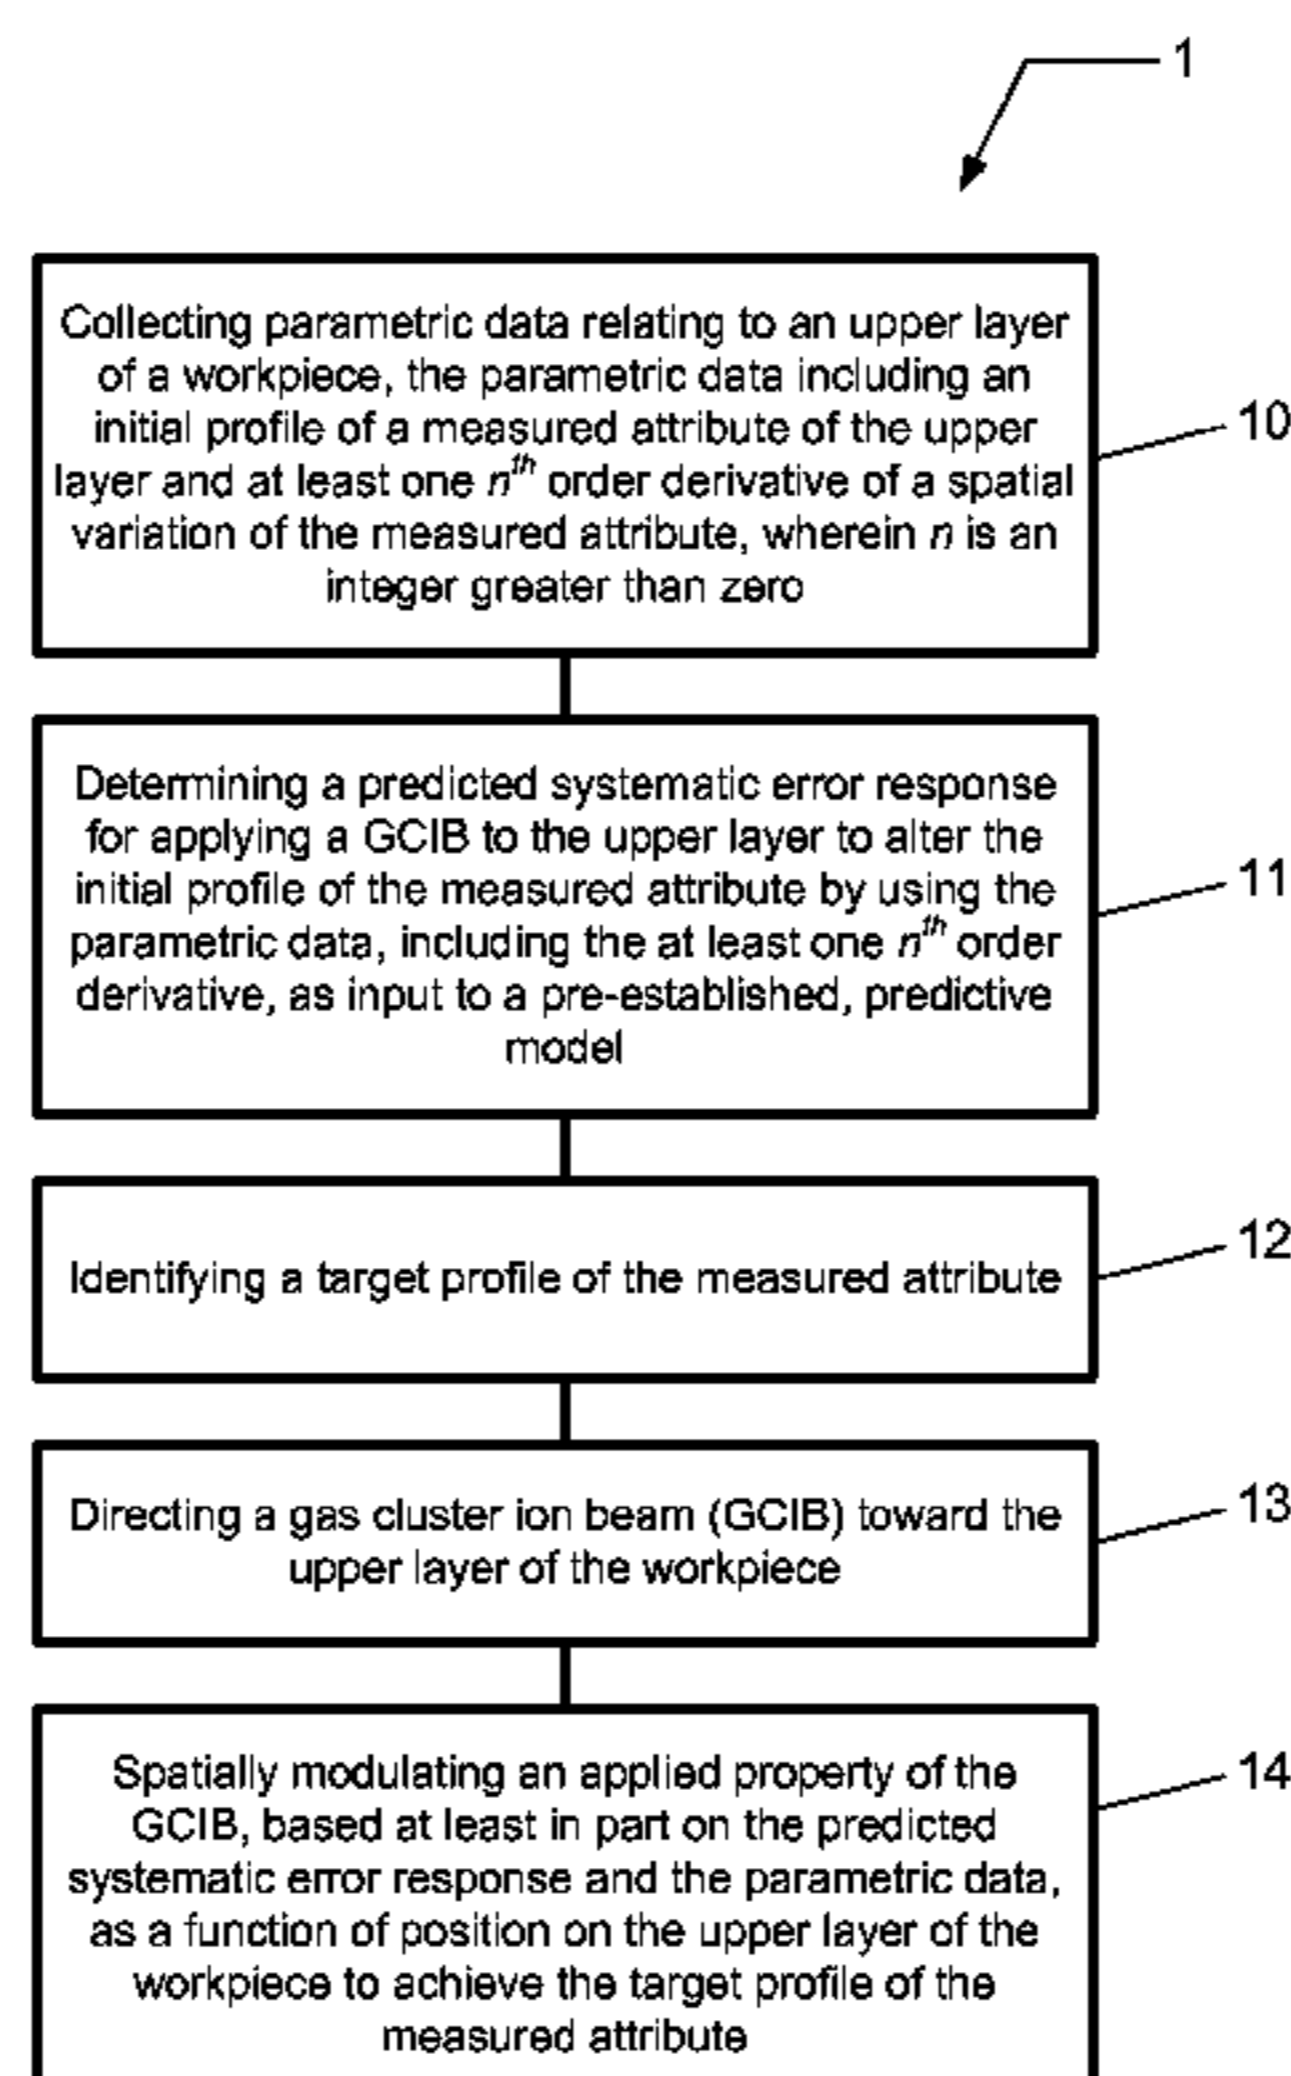 1
Collecting parametric data relating to an upper layer
of a workpiece, the parametric data including an
initial profile of a measured attribute of the upper
layer and at least one nth order derivative of a spatial
variation of the measured attribute, wherein n is an
integer greater than zero
10
Determining a predicted systematic error response
for applying a GCIB to the upper layer to alter the
initial profile of the measured attribute by using the
parametric data, including the at least one nth order
derivative, as input to a pre-established, predictive
model
11
Identifying a target profile of the measured attribute
12
Directing a gas cluster ion beam (GCIB) toward the
upper layer of the workpiece
13
Spatially modulating an applied property of the
GCIB, based at least in part on the predicted
systematic error response and the parametric data,
as a function of position on the upper layer of the
workpiece to achieve the target profile of the
measured attribute
14